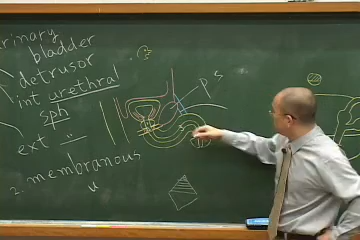 urinary
bladder
detrusor
int urethral
sph
ext "
2. membranous
u
PS